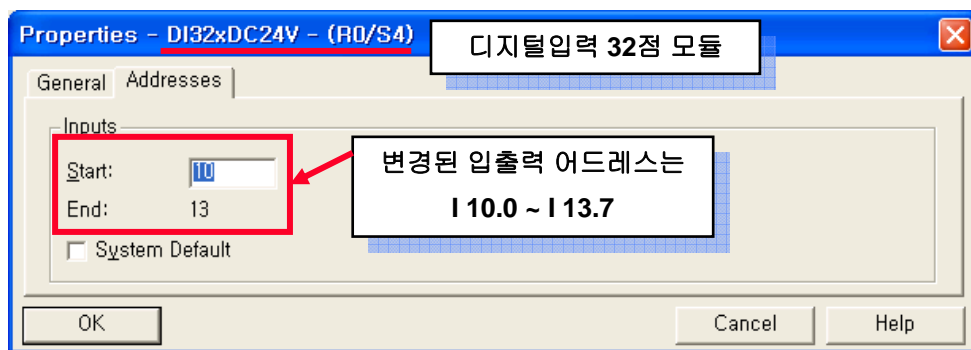 Properties - DI32xDC24V - (R0/S4)
디지털입력 32점 모듈
General
Addresses
Inputs
Start: 10
End: 13
System Default
변경된 입출력 어드레스는
I 10.0 ~ I 13.7
OK
Cancel
Help